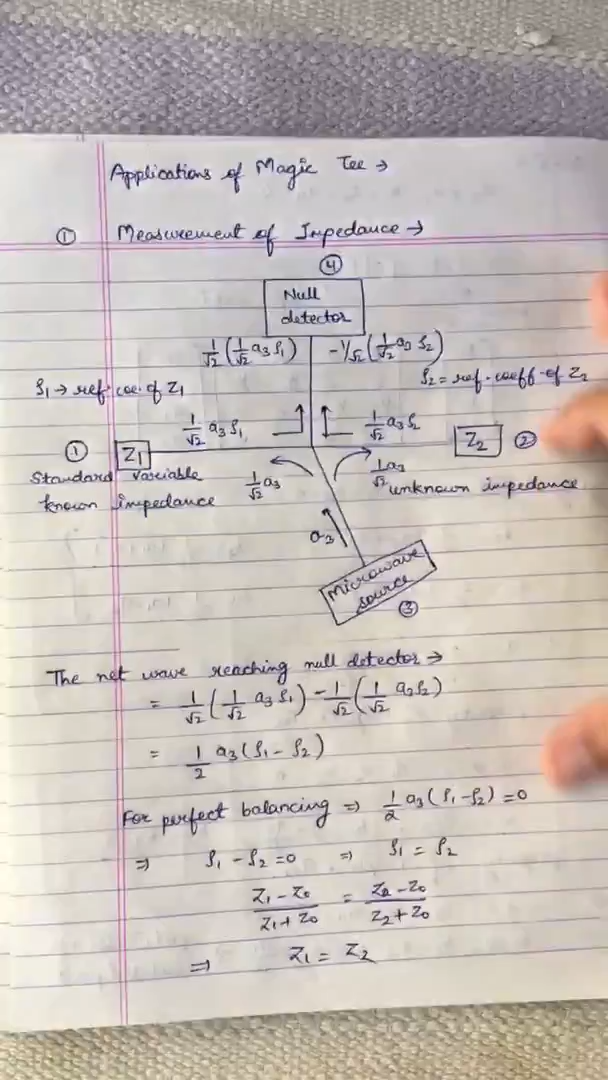 Applications of Magic Tee →
① Measurement of Impedance →
④
Null
detector
1/√2 (1/√2 a₃ ρ₁)   -1/√2 (1/√2 a₃ ρ₂)
ρ₁ → ref. coe. of Z₁   ρ₂ = ref. coeff. of Z₂
1/√2 a₃ ρ₁   1/√2 a₃ ρ₂
① Z₁   Z₂ ②
Standard variable   1/√2 a₃   1/√2 a₃
known impedance   unknown impedance
a₃
Microwave
source
③
The net wave reaching null detector →
= 1/√2 (1/√2 a₃ ρ₁) - 1/√2 (1/√2 a₃ ρ₂)
= 1/2 a₃ (ρ₁ - ρ₂)
For perfect balancing ⇒ 1/2 a₃ (ρ₁ - ρ₂) = 0
⇒ ρ₁ - ρ₂ = 0 ⇒ ρ₁ = ρ₂
Z₁ - Z₀ / Z₁ + Z₀ = Z₂ - Z₀ / Z₂ + Z₀
⇒ Z₁ = Z₂